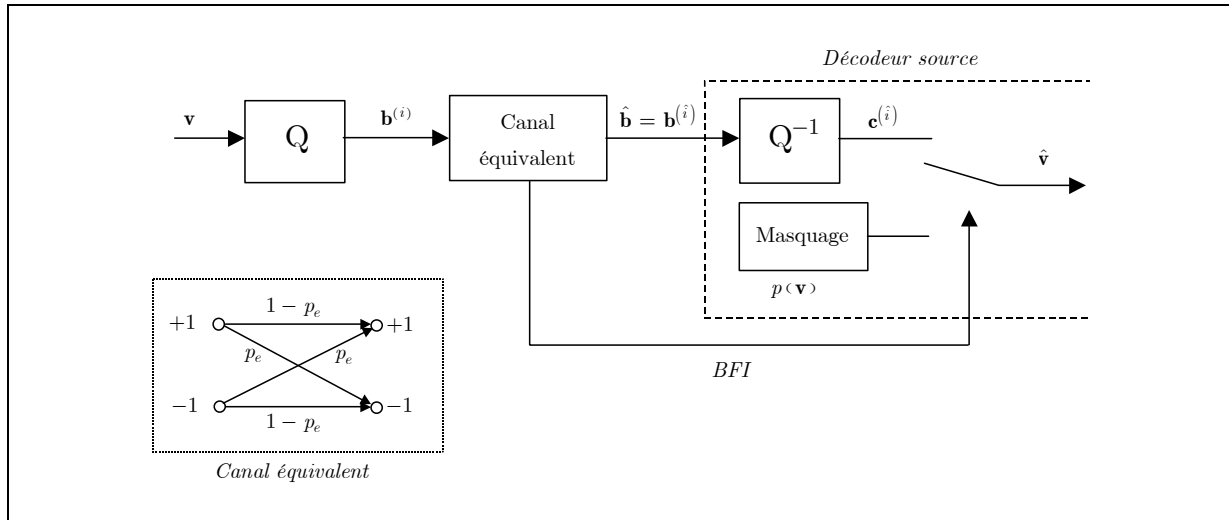 Décodeur source
v
Q
b^(i)
Canal
équivalent
b̂ = b^(î)
Q⁻¹
c^(î)
v̂
Masquage
p(v)
BFI
+1
1 − p_e
+1
p_e
p_e
−1
1 − p_e
−1
Canal équivalent